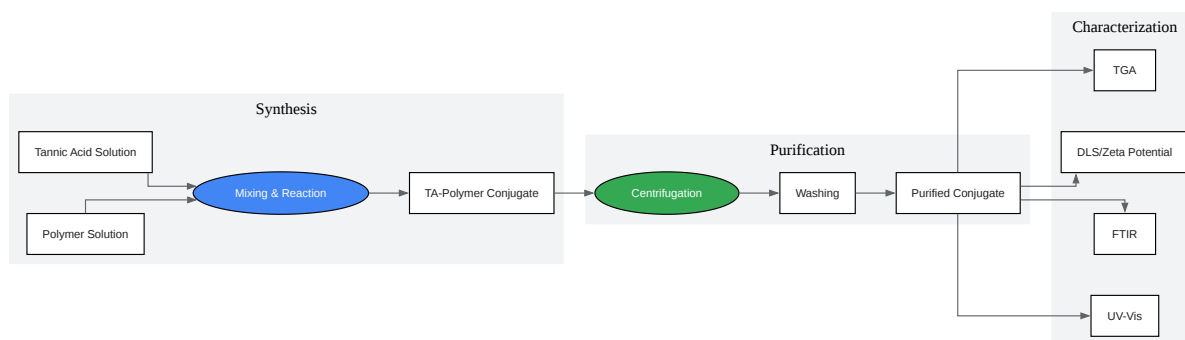 Synthesis
Tannic Acid Solution
Polymer Solution
Mixing & Reaction
TA-Polymer Conjugate
Purification
Centrifugation
Washing
Purified Conjugate
Characterization
TGA
DLS/Zeta Potential
FTIR
UV-Vis